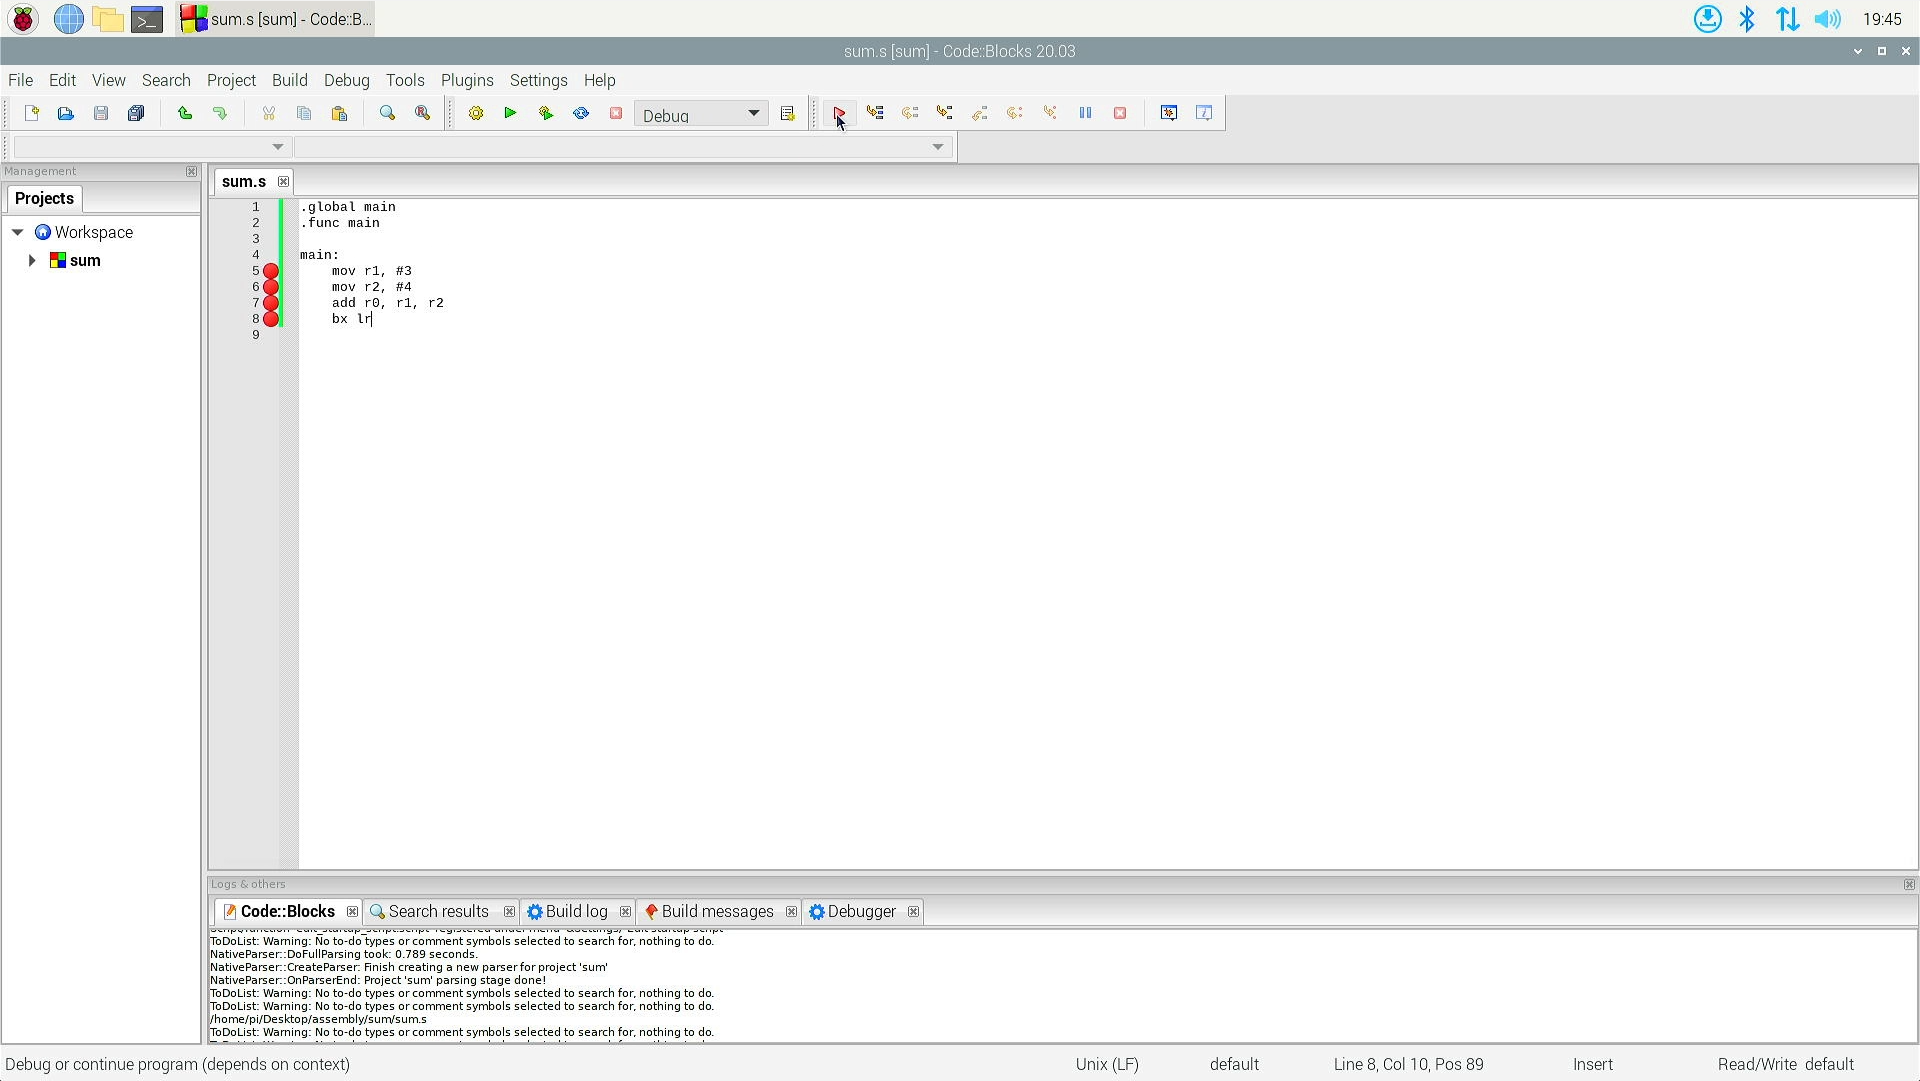 sum.s [sum] - Code::B...
19:45
sum.s [sum] - Code::Blocks 20.03
File Edit View Search Project Build Debug Tools Plugins Settings Help
Debug
Management
Projects
Workspace
sum
sum.s
1 .global main
2 .func main
3
4 main:
5 mov r1, #3
6 mov r2, #4
7 add r0, r1, r2
8 bx lr
9
Logs & others
Code::Blocks Search results Build log Build messages Debugger
ToDoList: Warning: No to-do types or comment symbols selected to search for, nothing to do.
NativeParser::DoFullParsing took: 0.789 seconds.
NativeParser::CreateParser: Finish creating a new parser for project 'sum'
NativeParser::OnParserEnd: Project 'sum' parsing stage done!
ToDoList: Warning: No to-do types or comment symbols selected to search for, nothing to do.
ToDoList: Warning: No to-do types or comment symbols selected to search for, nothing to do.
/home/pi/Desktop/assembly/sum/sum.s
ToDoList: Warning: No to-do types or comment symbols selected to search for, nothing to do.
Debug or continue program (depends on context) Unix (LF) default Line 8, Col 10, Pos 89 Insert Read/Write default